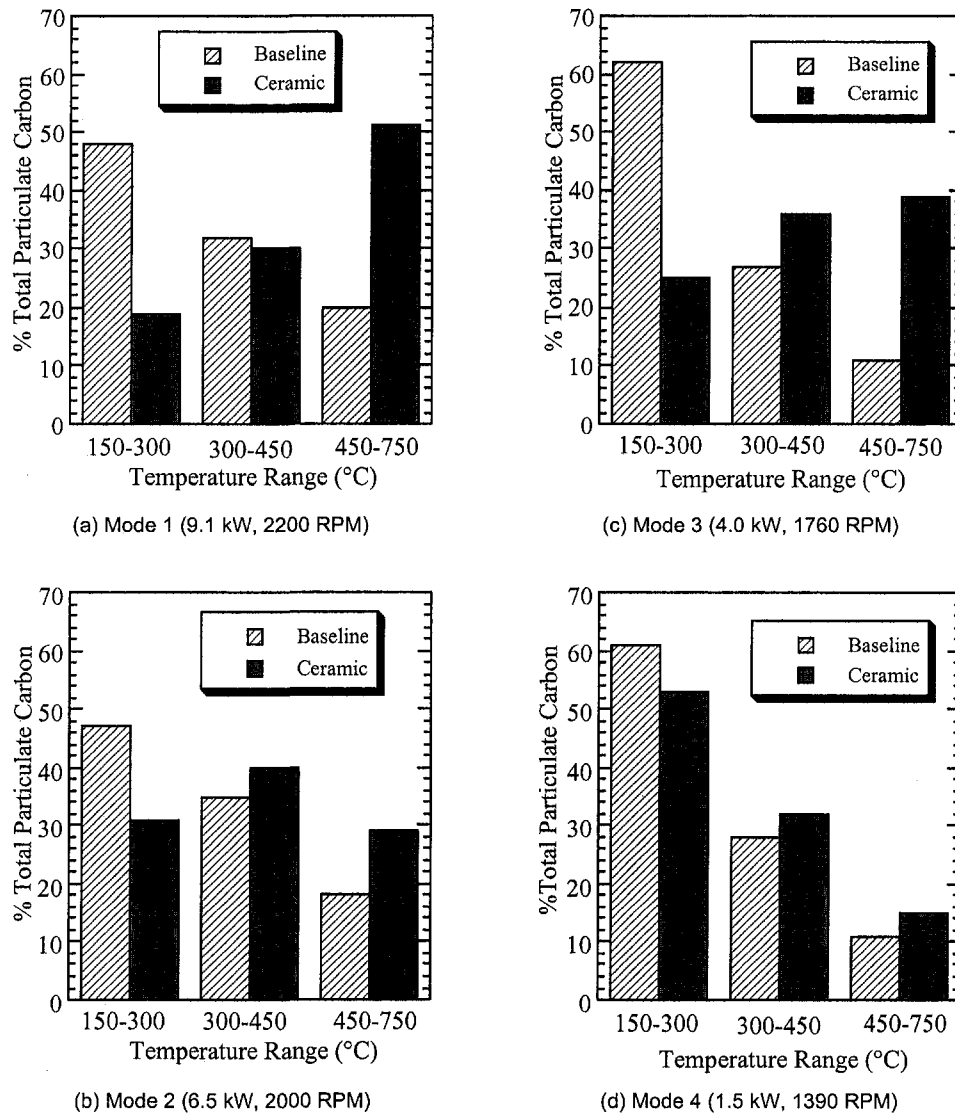 % Total Particulate Carbon
70
60
50
40
30
20
10
0
Baseline
Ceramic
150-300 300-450 450-750
Temperature Range (°C)
(a) Mode 1 (9.1 kW, 2200 RPM)
% Total Particulate Carbon
70
60
50
40
30
20
10
0
Baseline
Ceramic
150-300 300-450 450-750
Temperature Range (°C)
(c) Mode 3 (4.0 kW, 1760 RPM)
% Total Particulate Carbon
70
60
50
40
30
20
10
0
Baseline
Ceramic
150-300 300-450 450-750
Temperature Range (°C)
(b) Mode 2 (6.5 kW, 2000 RPM)
%Total Particulate Carbon
70
60
50
40
30
20
10
0
Baseline
Ceramic
150-300 300-450 450-750
Temperature Range (°C)
(d) Mode 4 (1.5 kW, 1390 RPM)